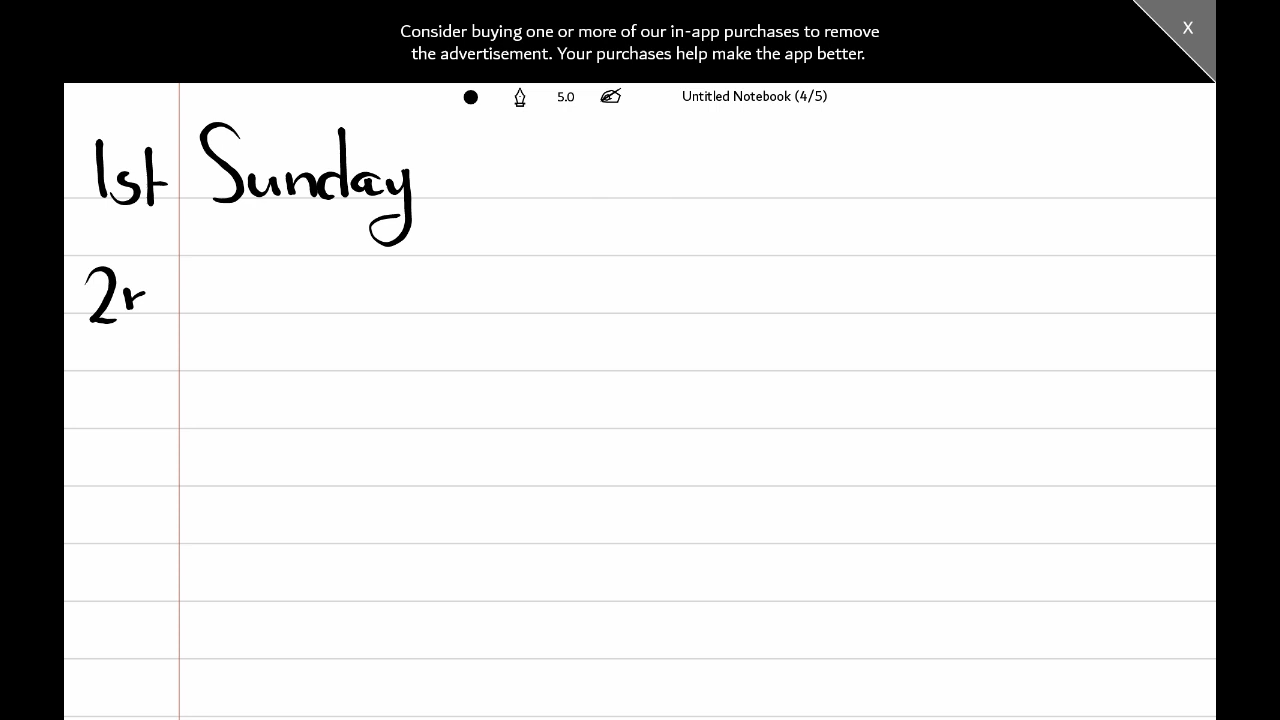 Consider buying one or more of our in-app purchases to remove
the advertisement. Your purchases help make the app better.
X
5.0
Untitled Notebook (4/5)
1st Sunday
2r